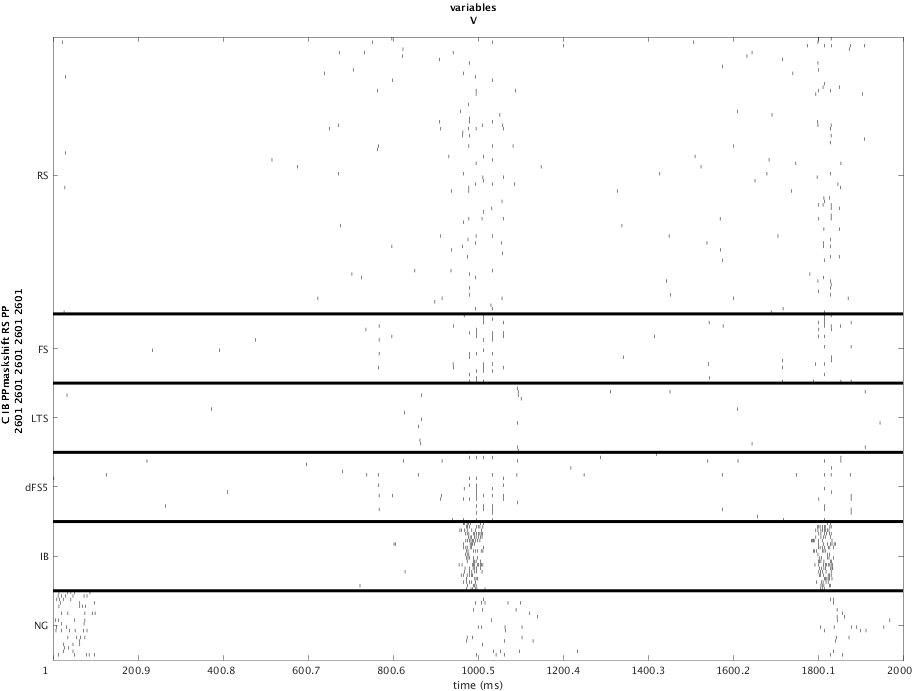 variables
V
C IB PPmaskshift RS PP
2601 2601 2601 2601 2601
RS
FS
LTS
dFS5
IB
NG
1 200.9 400.8 600.7 800.6 1000.5 1200.4 1400.3 1600.2 1800.1 2000
time (ms)